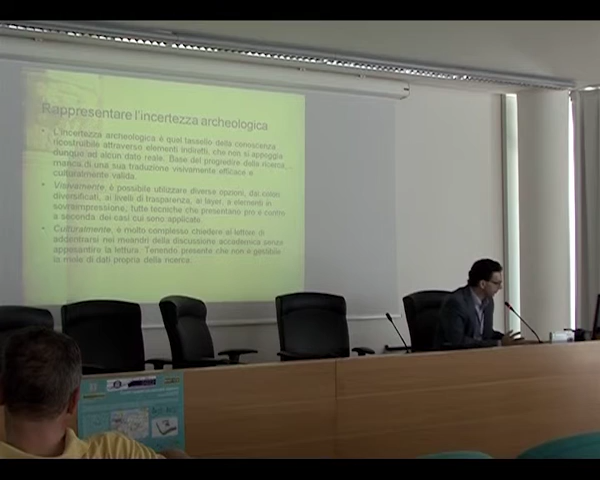 Rappresentare l'incertezza archeologica
• L'incertezza archeologica è quel tassello della conoscenza
ricostruibile attraverso elementi indiretti, che non si appoggia
dunque ad alcun dato reale. Base del progredire della ricerca,
manca di una sua traduzione visivamente efficace e
culturalmente valida.
• Visivamente, è possibile utilizzare diverse opzioni, dai colori
diversificati, ai livelli di trasparenza, ai layer, a elementi in
sovraimpressione, tutte tecniche che presentano pro e contro
a seconda dei casi cui sono applicate.
• Culturalmente, è molto complesso chiedere al lettore di
addentrarsi nei meandri della discussione accademica senza
appesantire la lettura. Tenendo presente che non è gestibile
la mole di dati propria della ricerca.